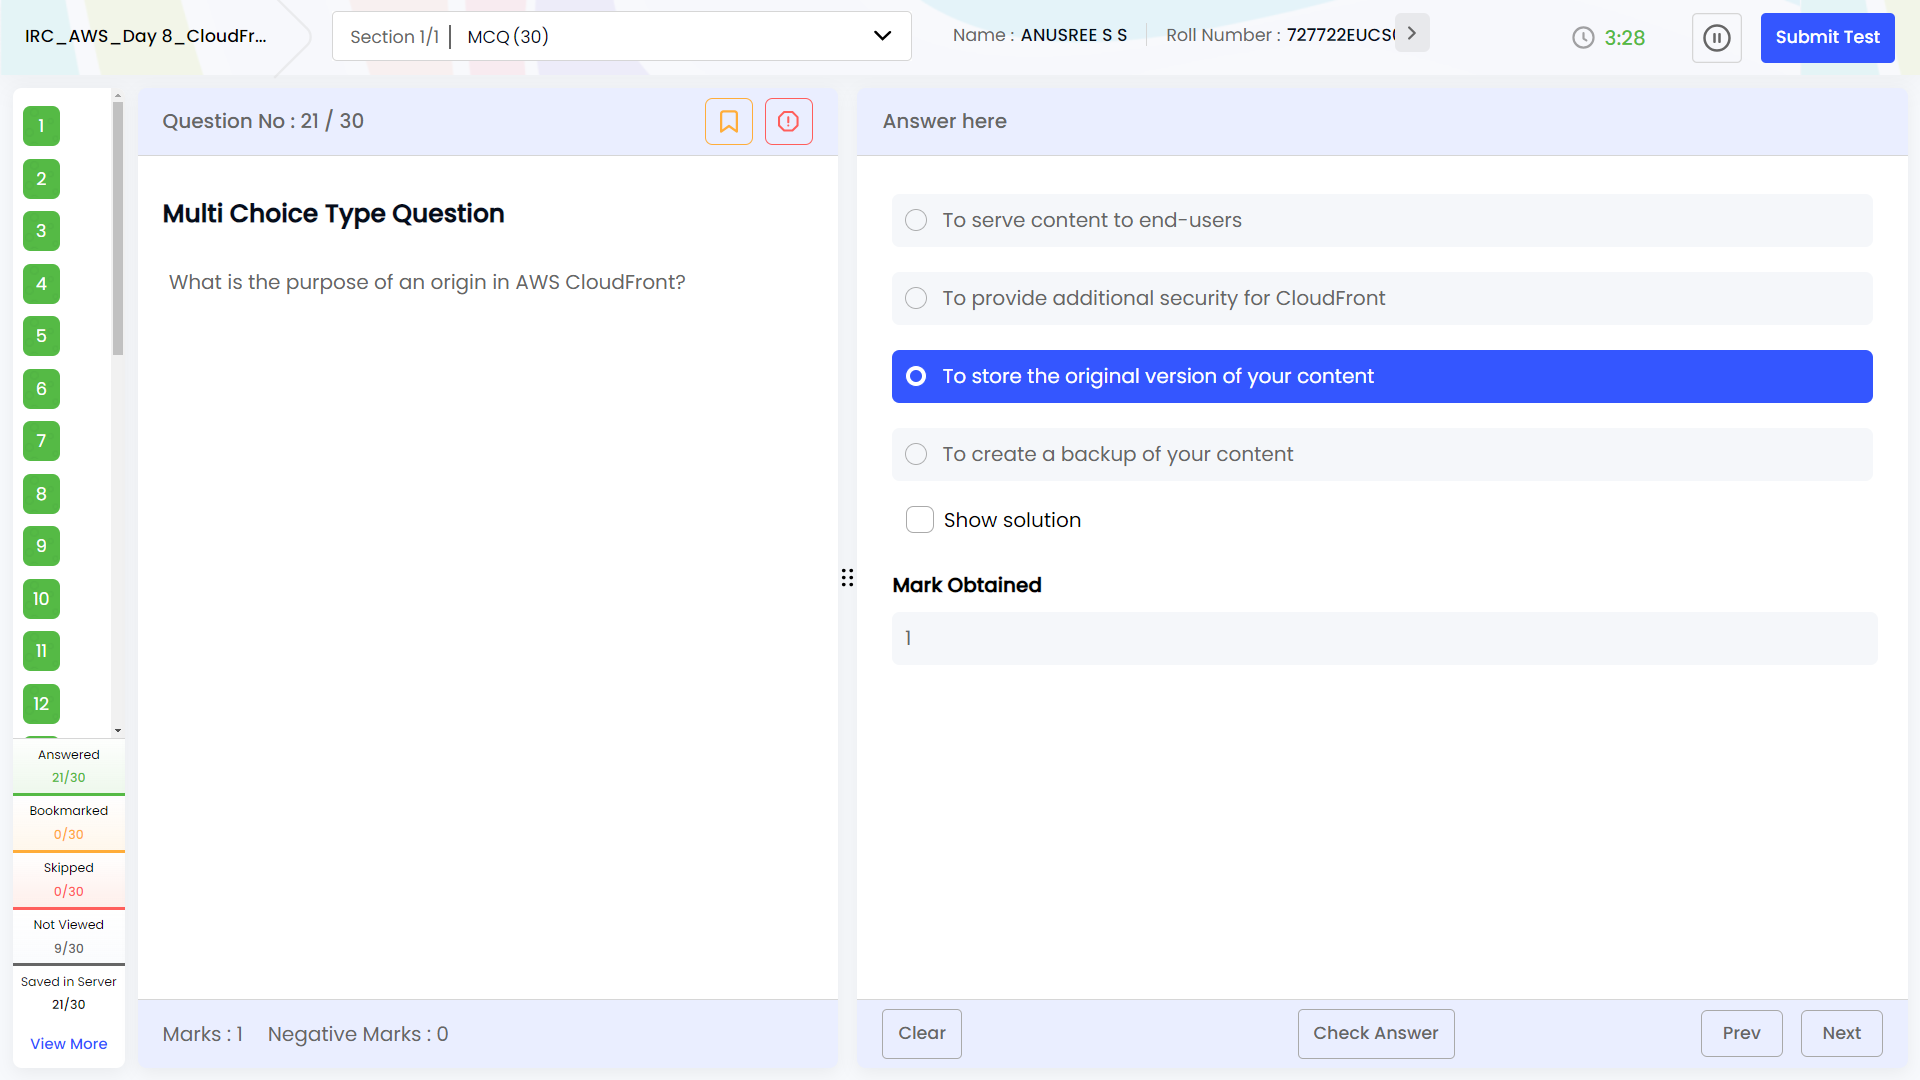 IRC_AWS_Day 8_CloudFr...
Section 1/1 | MCQ (30)
Name : ANUSREE S S
Roll Number : 727722EUCS
3:28
Submit Test
1
2
3
4
5
6
7
8
9
10
11
12
Answered
21/30
Bookmarked
0/30
Skipped
0/30
Not Viewed
9/30
Saved in Server
21/30
View More
Question No : 21 / 30
Multi Choice Type Question
What is the purpose of an origin in AWS CloudFront?
Marks : 1 Negative Marks : 0
Answer here
To serve content to end-users
To provide additional security for CloudFront
To store the original version of your content
To create a backup of your content
Show solution
Mark Obtained
1
Clear
Check Answer
Prev
Next